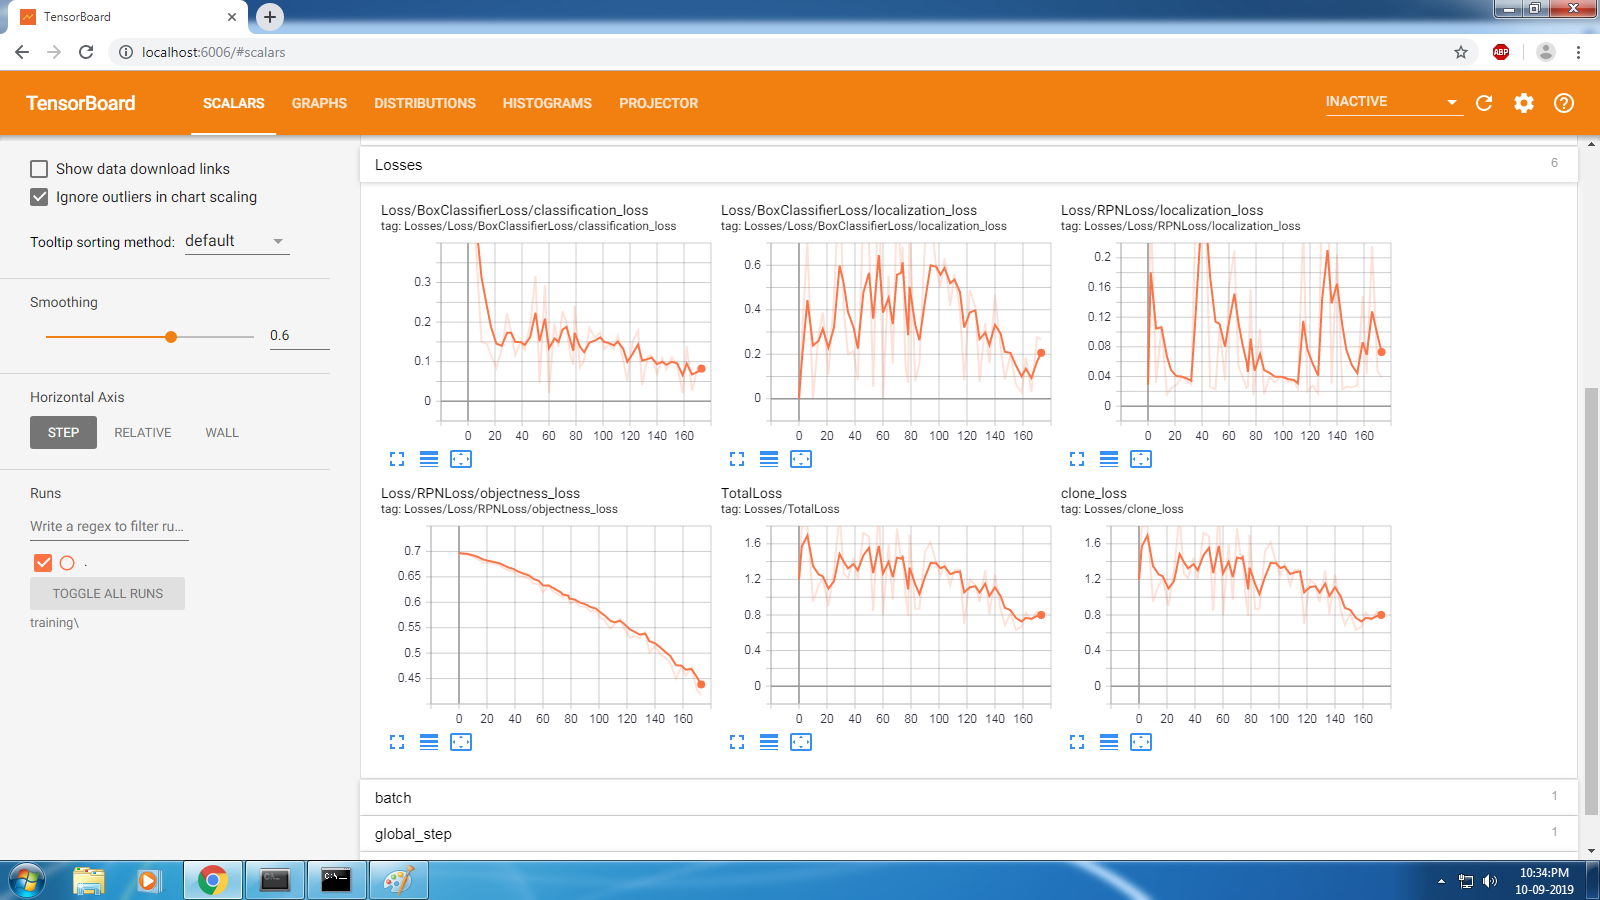 TensorBoard
localhost:6006/#scalars
ABP
TensorBoard
SCALARS GRAPHS DISTRIBUTIONS HISTOGRAMS PROJECTOR
INACTIVE
Show data download links
Ignore outliers in chart scaling
Tooltip sorting method: default
Smoothing
0.6
Horizontal Axis
STEP RELATIVE WALL
Runs
Write a regex to filter ru...
.
TOGGLE ALL RUNS
training\
Losses 6
Loss/BoxClassifierLoss/classification_loss
tag: Losses/Loss/BoxClassifierLoss/classification_loss
0.3
0.2
0.1
0
0 20 40 60 80 100 120 140 160
Loss/BoxClassifierLoss/localization_loss
tag: Losses/Loss/BoxClassifierLoss/localization_loss
0.6
0.4
0.2
0
0 20 40 60 80 100 120 140 160
Loss/RPNLoss/localization_loss
tag: Losses/Loss/RPNLoss/localization_loss
0.2
0.16
0.12
0.08
0.04
0
0 20 40 60 80 100 120 140 160
Loss/RPNLoss/objectness_loss
tag: Losses/Loss/RPNLoss/objectness_loss
0.7
0.65
0.6
0.55
0.5
0.45
0 20 40 60 80 100 120 140 160
TotalLoss
tag: Losses/TotalLoss
1.6
1.2
0.8
0.4
0
0 20 40 60 80 100 120 140 160
clone_loss
tag: Losses/clone_loss
1.6
1.2
0.8
0.4
0
0 20 40 60 80 100 120 140 160
batch 1
global_step 1
C:\
10:34:PM
10-09-2019